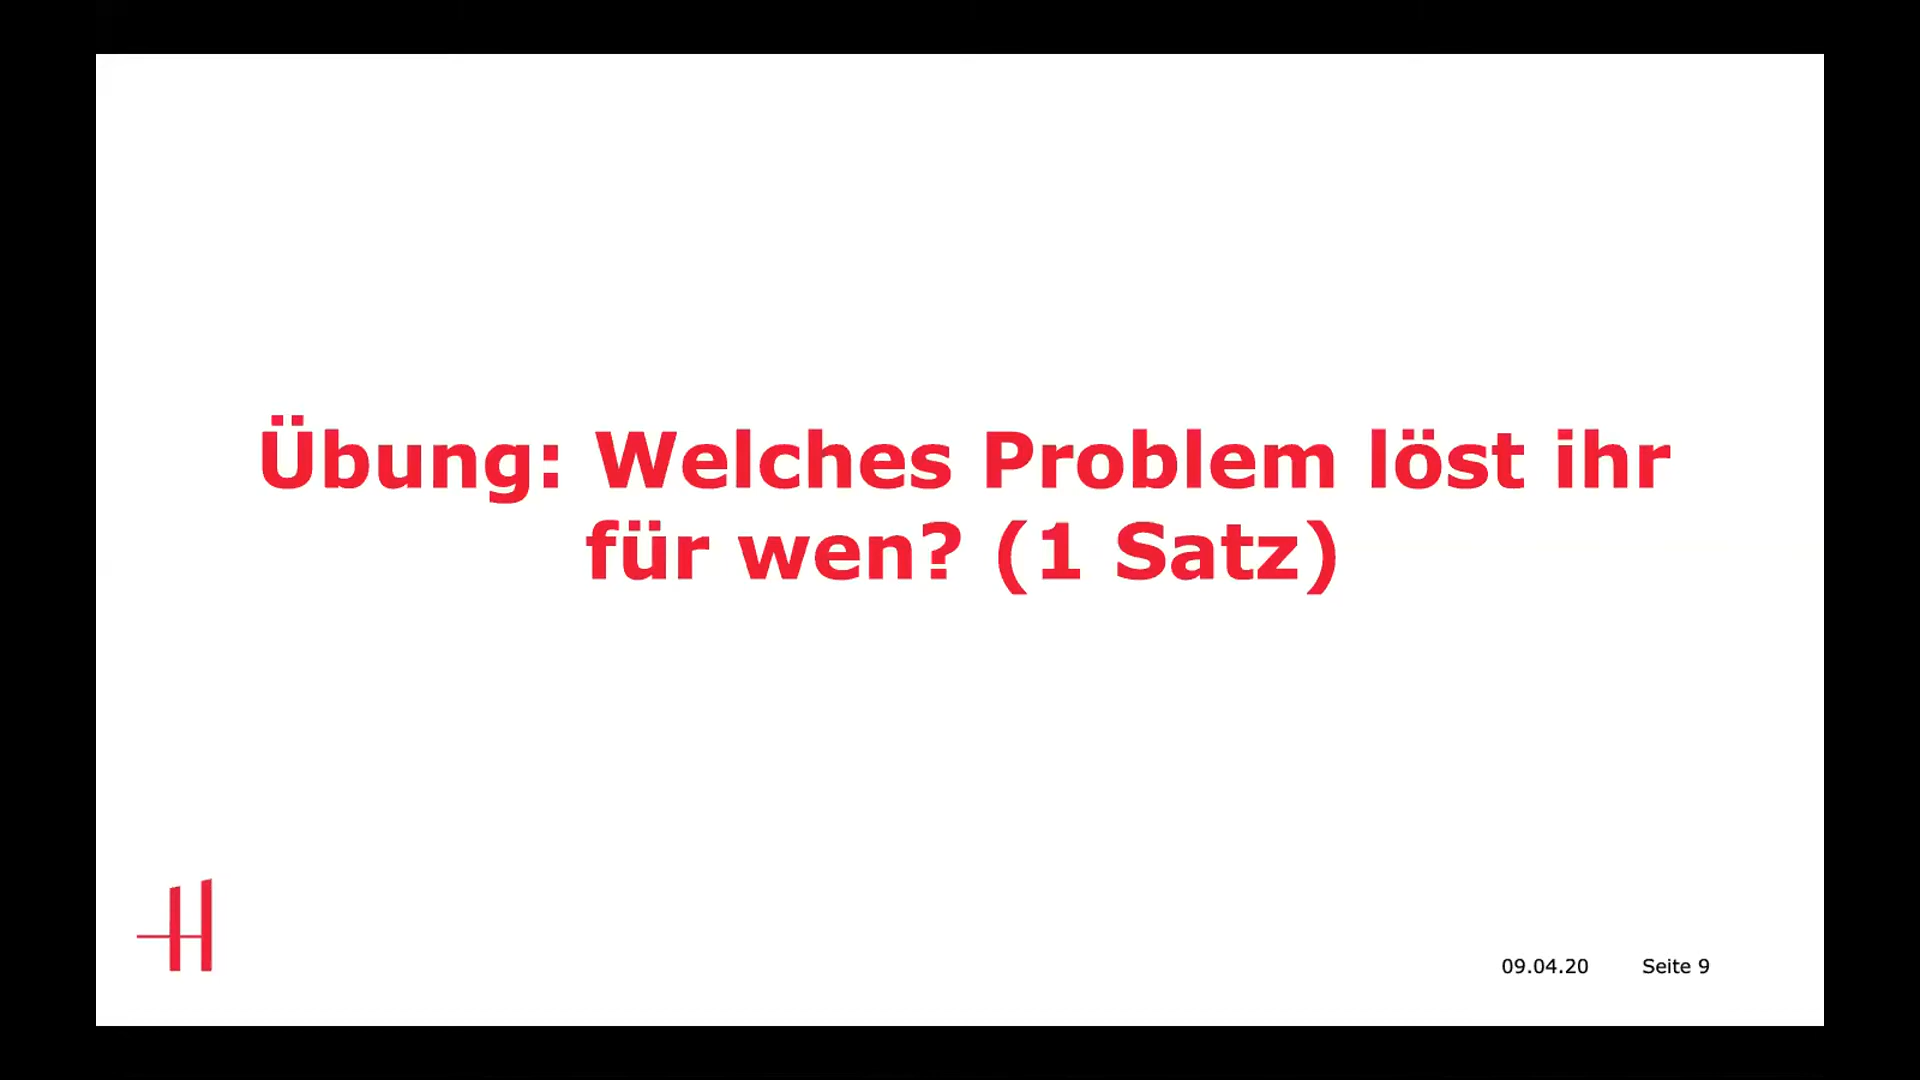 Übung: Welches Problem löst ihr
für wen? (1 Satz)
H
09.04.20 Seite 9